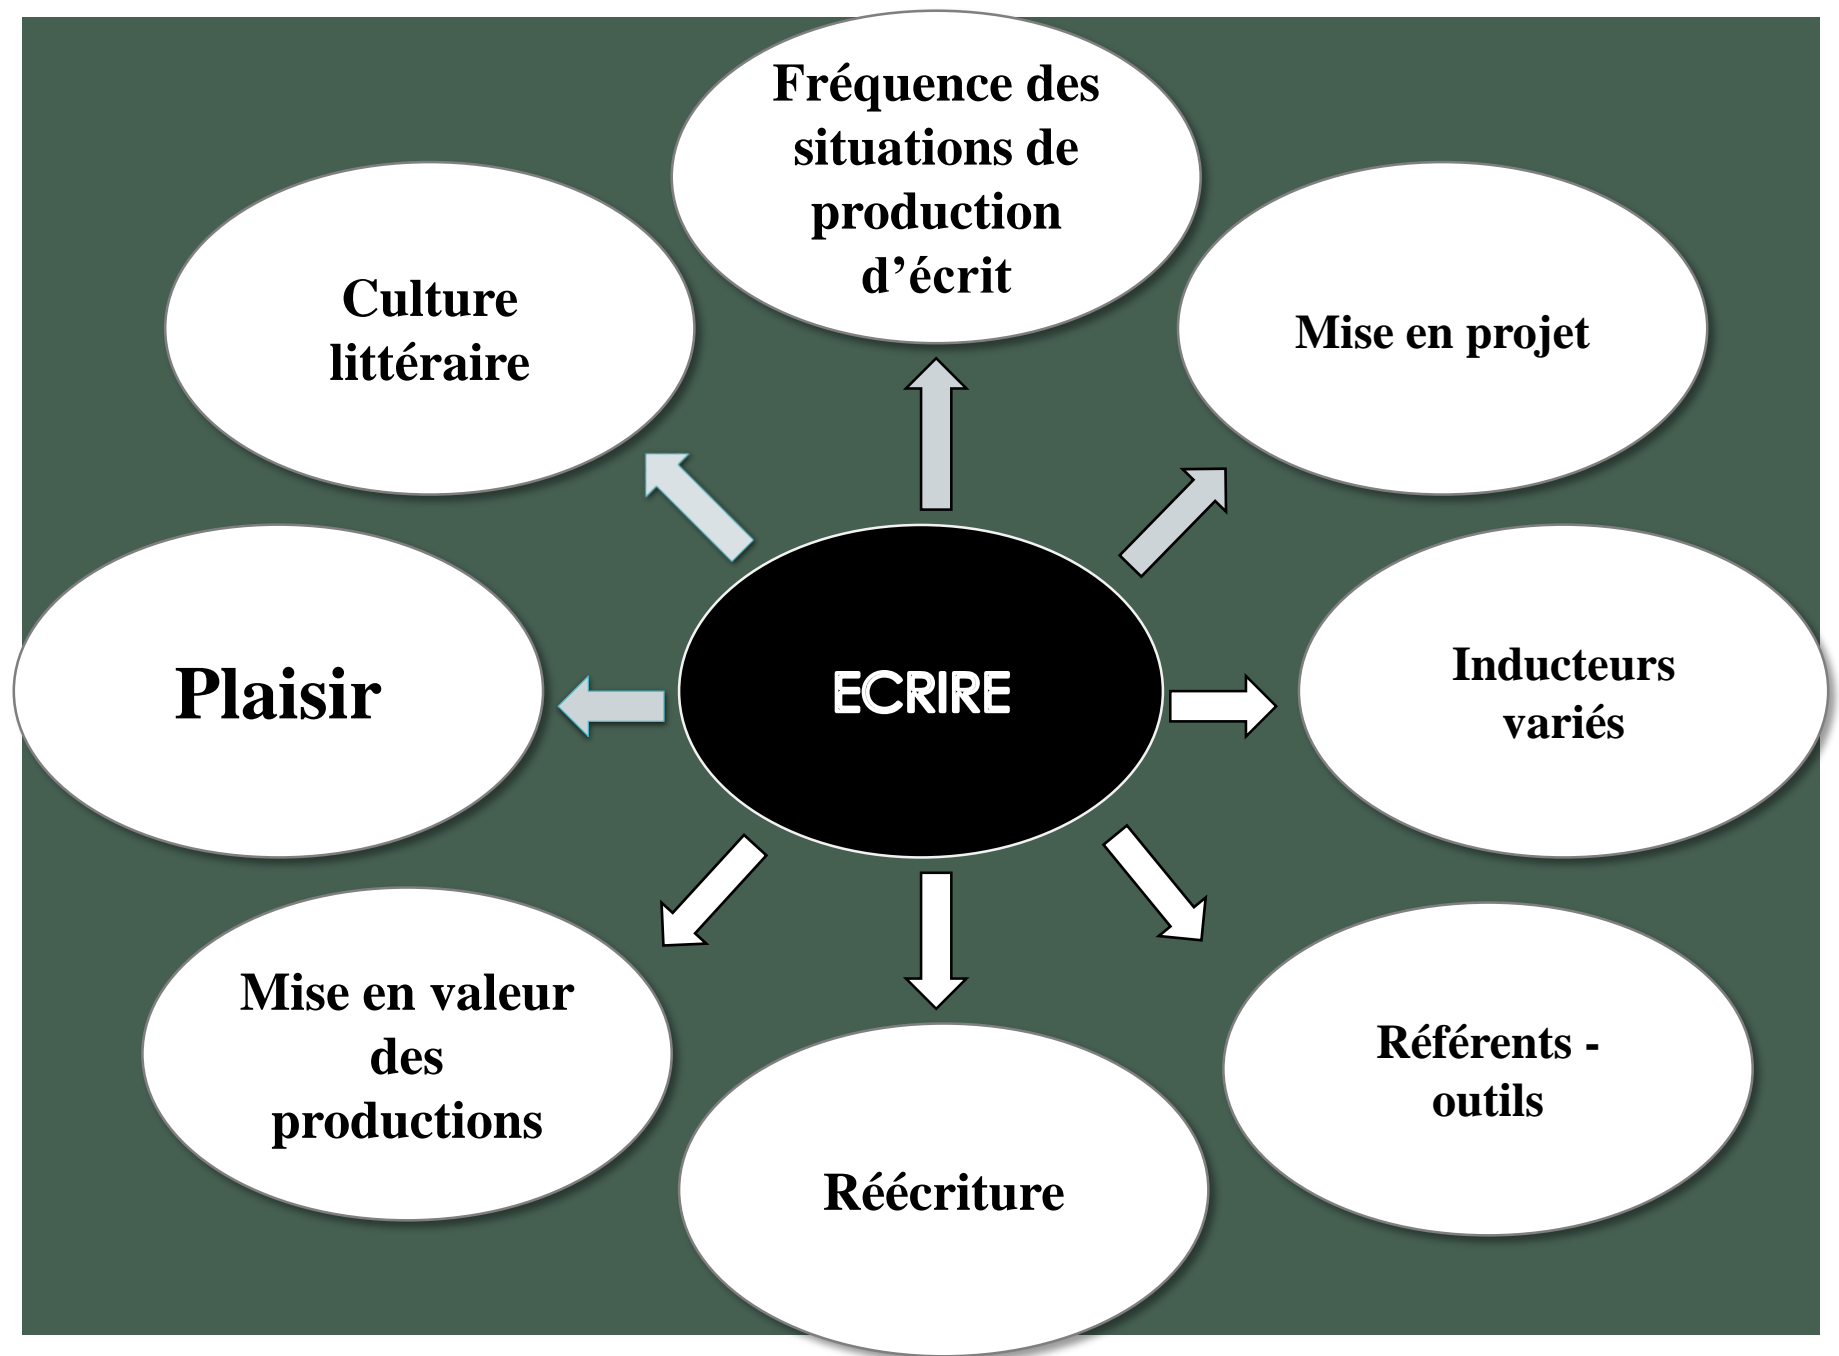 Fréquence des
situations de
production
d’écrit
Culture
littéraire
Mise en projet
Plaisir
ECRIRE
Inducteurs
variés
Mise en valeur
des
productions
Référents -
outils
Réécriture